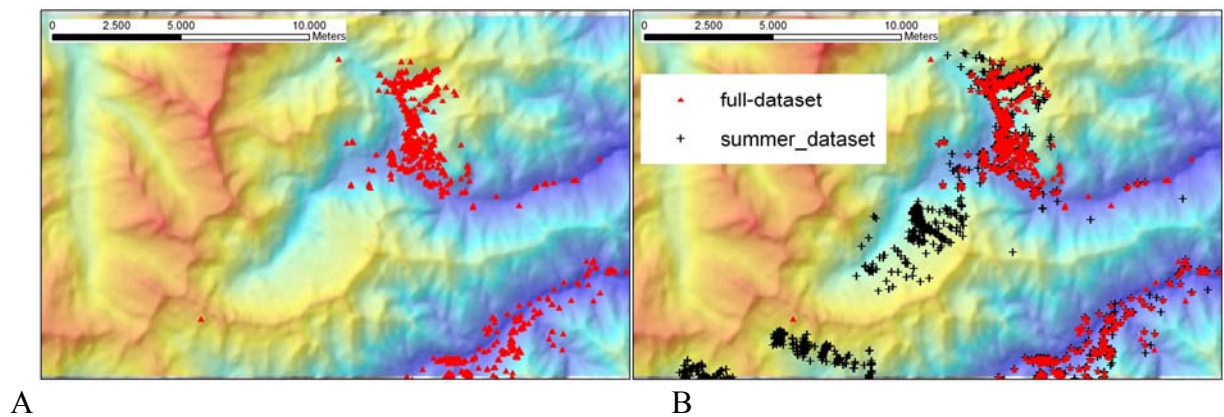 0 2.500 5.000 10.000
Meters
0 2.500 5.000 10.000
Meters
full-dataset
summer_dataset
A
B